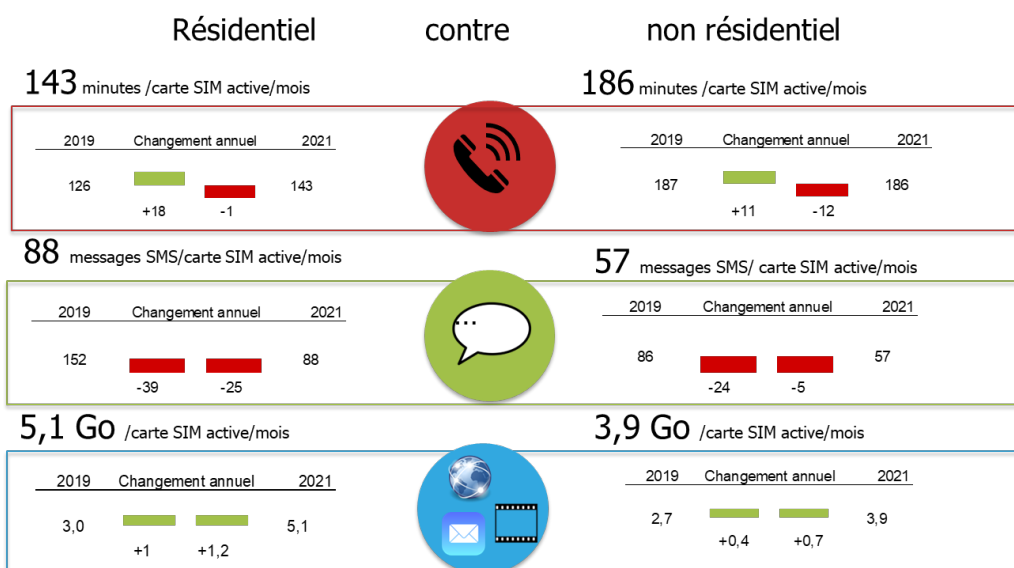 Résidentiel contre non résidentiel
143 minutes /carte SIM active/mois
186 minutes /carte SIM active/mois
2019 Changement annuel 2021
126 143
+18 -1
2019 Changement annuel 2021
187 186
+11 -12
88 messages SMS/carte SIM active/mois
57 messages SMS/ carte SIM active/mois
2019 Changement annuel 2021
152 88
-39 -25
...
2019 Changement annuel 2021
86 57
-24 -5
5,1 Go /carte SIM active/mois
3,9 Go /carte SIM active/mois
2019 Changement annuel 2021
3,0 5,1
+1 +1,2
2019 Changement annuel 2021
2,7 3,9
+0,4 +0,7